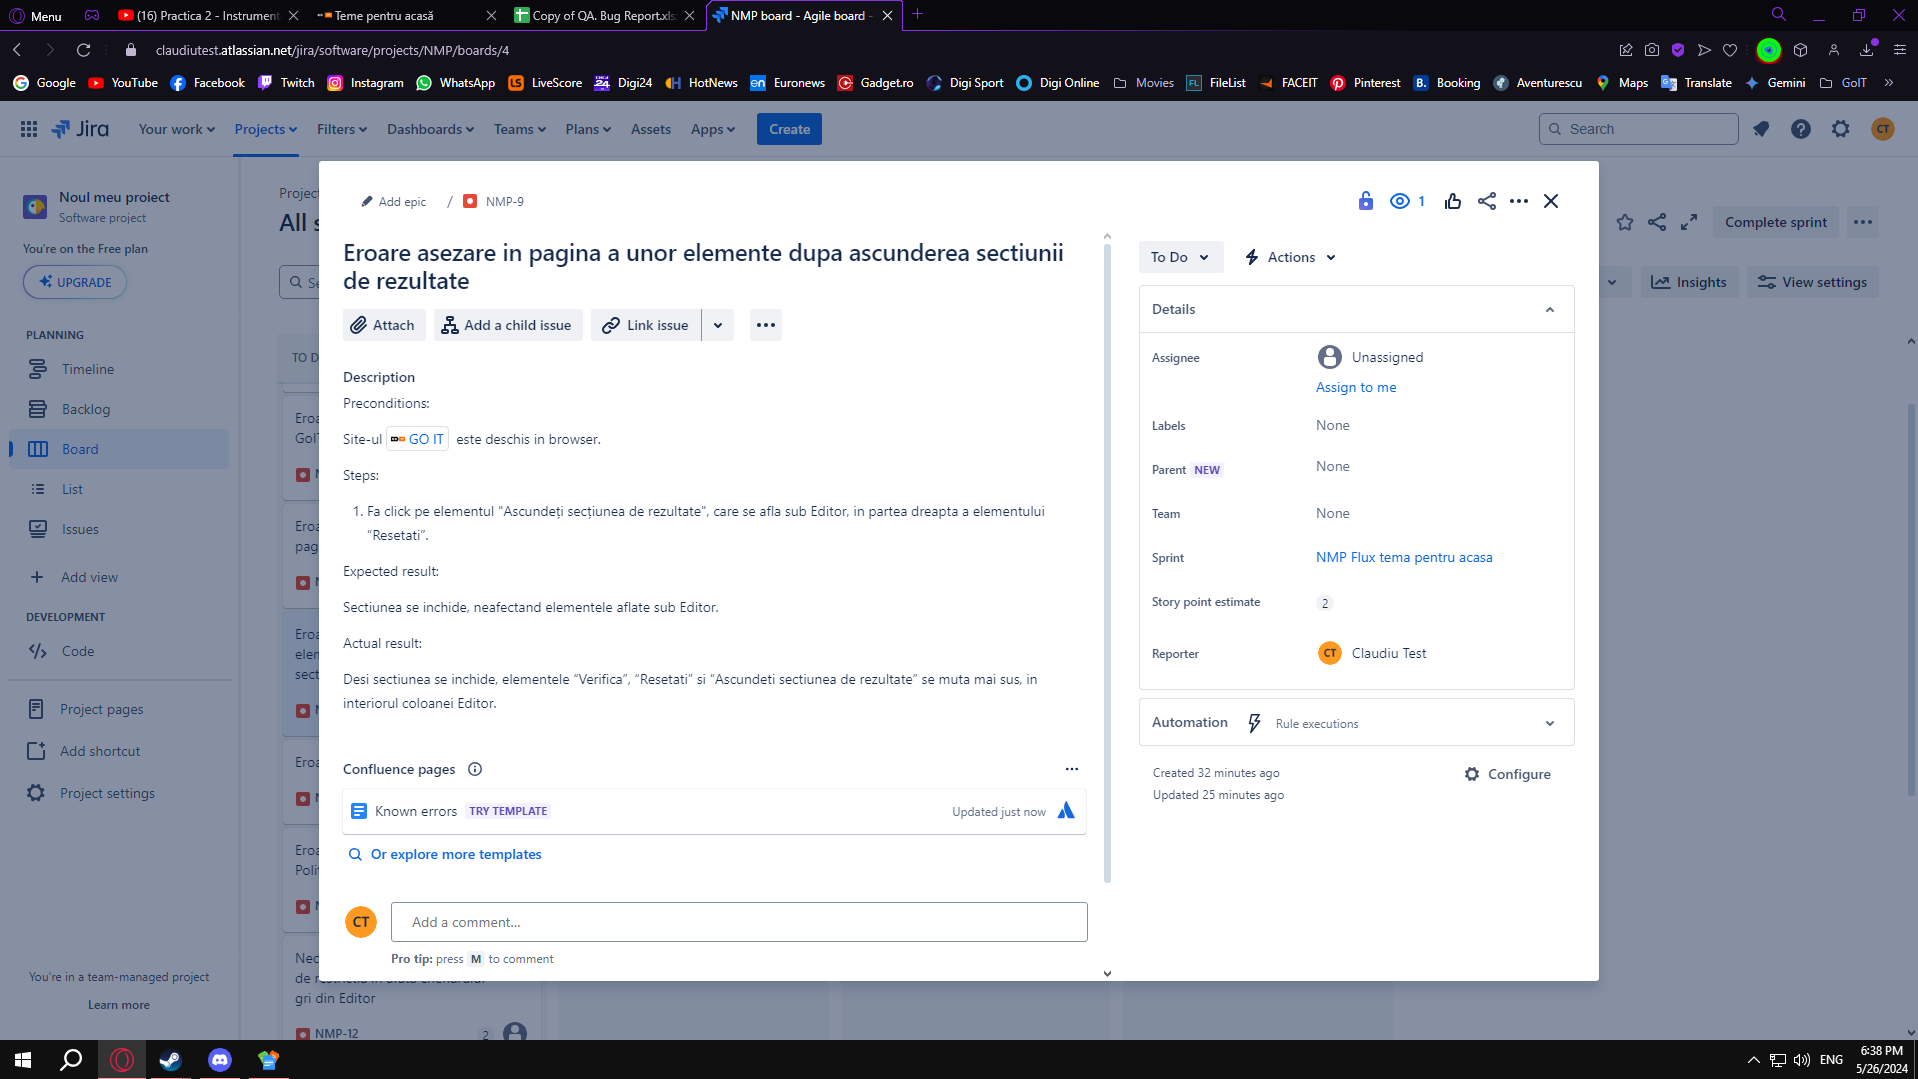 Menu
(16) Practica 2 - Instrument
Teme pentru acasă
Copy of QA. Bug Report.xls
NMP board - Agile board -
claudiutest.atlassian.net/jira/software/projects/NMP/boards/4
Google YouTube Facebook Twitch Instagram WhatsApp LiveScore Digi24 HotNews Euronews Gadget.ro Digi Sport Digi Online Movies FileList FACEIT Pinterest Booking Aventurescu Maps Translate Gemini GoIT »
Jira Your work Projects Filters Dashboards Teams Plans Assets Apps Create Search CT
Noul meu proiect
Software project
You're on the Free plan
UPGRADE
PLANNING
Timeline
Backlog
Board
List
Issues
Add view
DEVELOPMENT
Code
Project pages
Add shortcut
Project settings
You're in a team-managed project
Learn more
Project
All s
Se
TO D
Eroa
GoIT
Eroa
pag
Eroa
elem
sect
Eroa
Eroa
Polit
gri din Editor
NMP-12 2
Complete sprint
Insights
View settings
Add epic / NMP-9
1
Eroare asezare in pagina a unor elemente dupa ascunderea sectiunii
de rezultate
Attach
Add a child issue
Link issue
Description
Preconditions:
Site-ul GO IT este deschis in browser.
Steps:
1. Fa click pe elementul "Ascundeți secțiunea de rezultate", care se afla sub Editor, in partea dreapta a elementului
“Resetati”.
Expected result:
Sectiunea se inchide, neafectand elementele aflate sub Editor.
Actual result:
Desi sectiunea se inchide, elementele “Verifica”, “Resetati” si “Ascundeti sectiunea de rezultate” se muta mai sus, in
interiorul coloanei Editor.
Confluence pages
Known errors TRY TEMPLATE Updated just now
Or explore more templates
CT Add a comment...
Pro tip: press M to comment
To Do
Actions
Details
Assignee Unassigned
Assign to me
Labels None
Parent NEW None
Team None
Sprint NMP Flux tema pentru acasa
Story point estimate 2
Reporter CT Claudiu Test
Automation Rule executions
Created 32 minutes ago
Updated 25 minutes ago
Configure
ENG
6:38 PM
5/26/2024